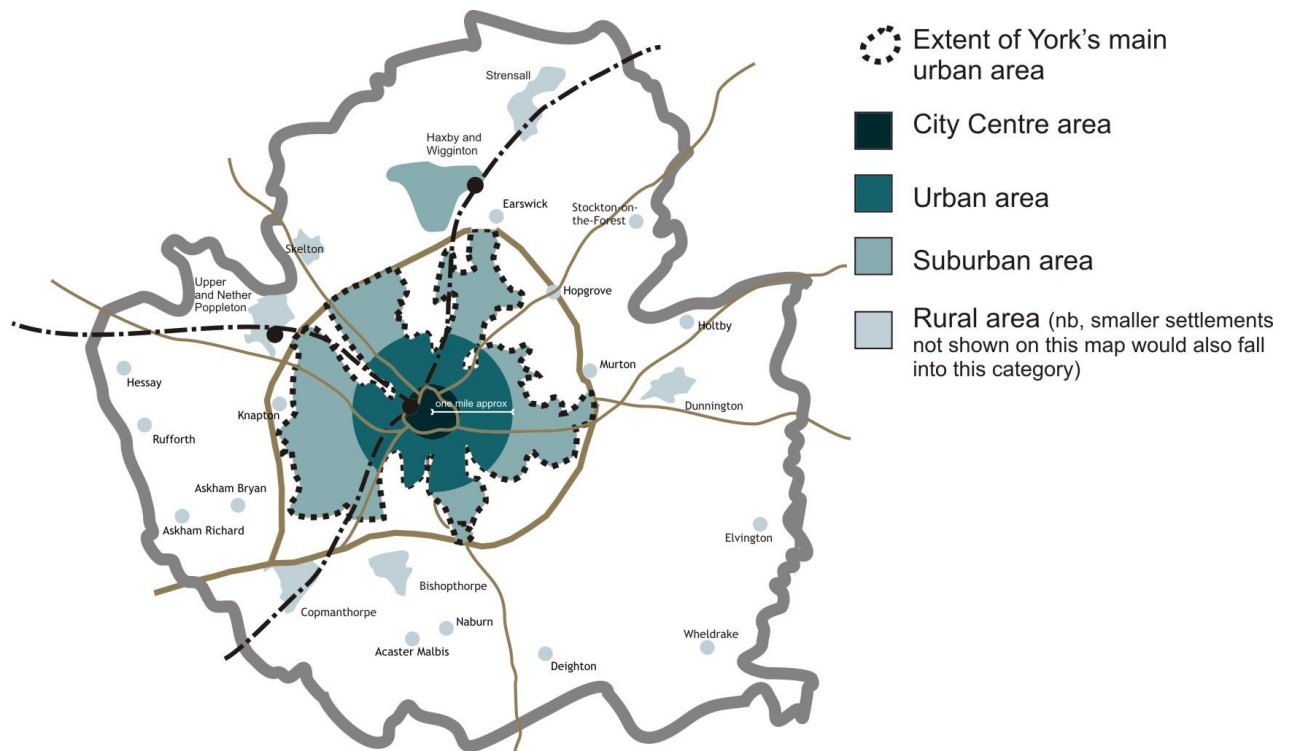 Extent of York's main
urban area
City Centre area
Urban area
Suburban area
Rural area (nb, smaller settlements
not shown on this map would also fall
into this category)
Strensall
Haxby and
Wigginton
Earswick
Stockton-on-
the-Forest
Skelton
Upper
and Nether
Poppleton
Hopgrove
Holtby
Hessay
Murton
Knapton
one mile approx
Dunnington
Rufforth
Askham Bryan
Askham Richard
Elvington
Bishopthorpe
Copmanthorpe
Naburn
Acaster Malbis
Wheldrake
Deighton